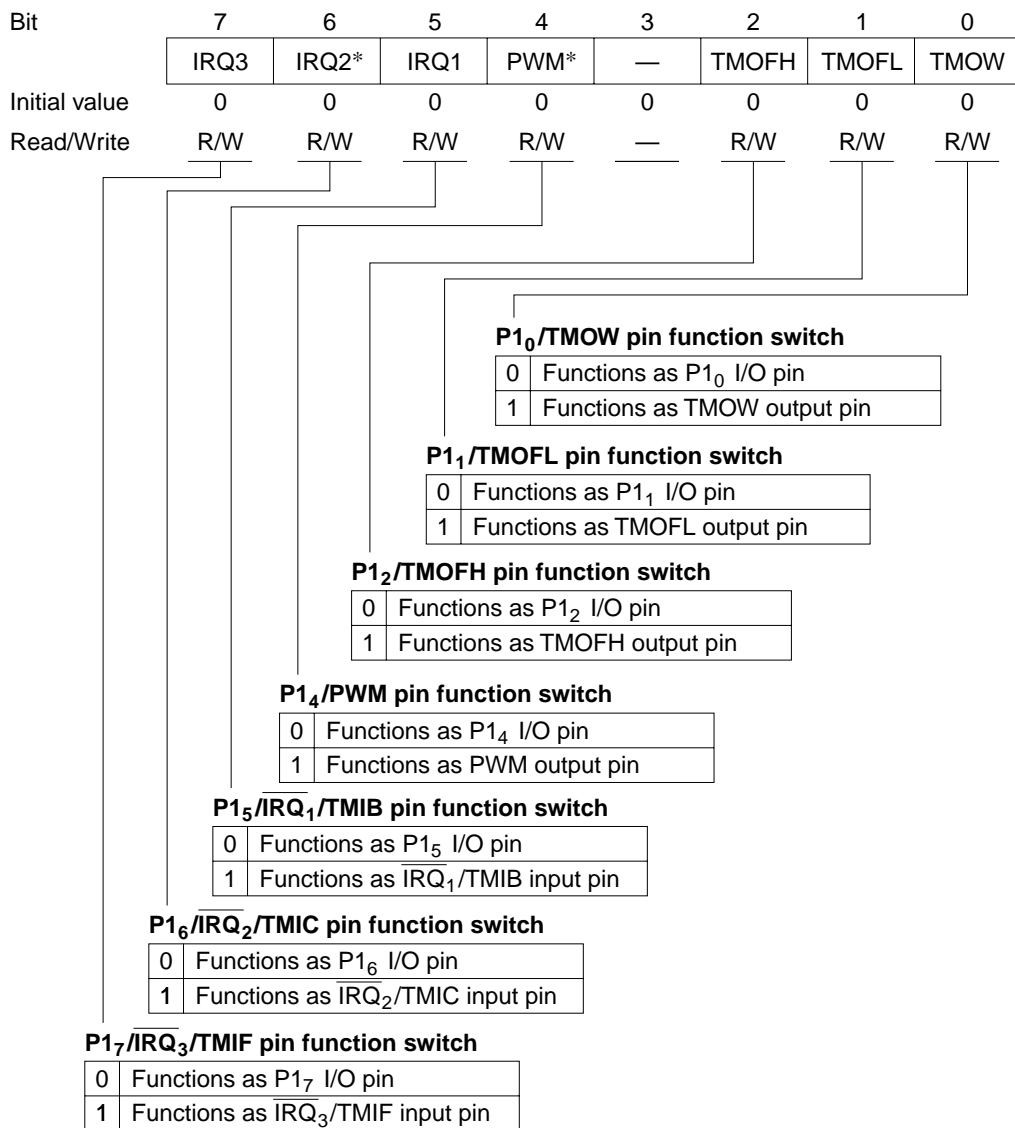 Bit 7 6 5 4 3 2 1 0
IRQ3 IRQ2* IRQ1 PWM* — TMOFH TMOFL TMOW
Initial value 0 0 0 0 0 0 0 0
Read/Write R/W R/W R/W R/W — R/W R/W R/W
P1₀/TMOW pin function switch
0 Functions as P1₀ I/O pin
1 Functions as TMOW output pin
P1₁/TMOFL pin function switch
0 Functions as P1₁ I/O pin
1 Functions as TMOFL output pin
P1₂/TMOFH pin function switch
0 Functions as P1₂ I/O pin
1 Functions as TMOFH output pin
P1₄/PWM pin function switch
0 Functions as P1₄ I/O pin
1 Functions as PWM output pin
P1₅/I̅R̅Q̅₁/TMIB pin function switch
0 Functions as P1₅ I/O pin
1 Functions as I̅R̅Q̅₁/TMIB input pin
P1₆/I̅R̅Q̅₂/TMIC pin function switch
0 Functions as P1₆ I/O pin
1 Functions as I̅R̅Q̅₂/TMIC input pin
P1₇/I̅R̅Q̅₃/TMIF pin function switch
0 Functions as P1₇ I/O pin
1 Functions as I̅R̅Q̅₃/TMIF input pin